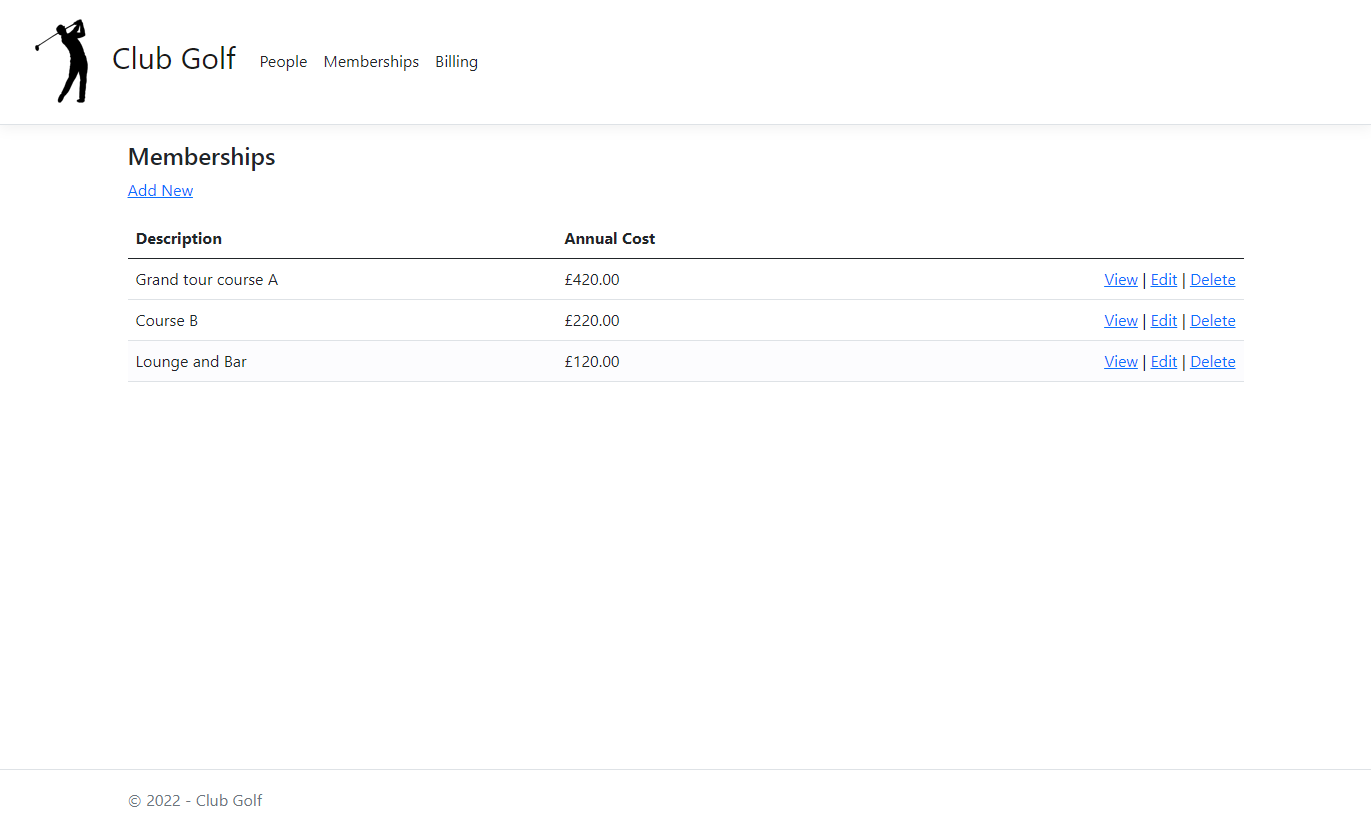 Club Golf People Memberships Billing
Memberships
Add New
Description Annual Cost
Grand tour course A £420.00 View | Edit | Delete
Course B £220.00 View | Edit | Delete
Lounge and Bar £120.00 View | Edit | Delete
© 2022 - Club Golf